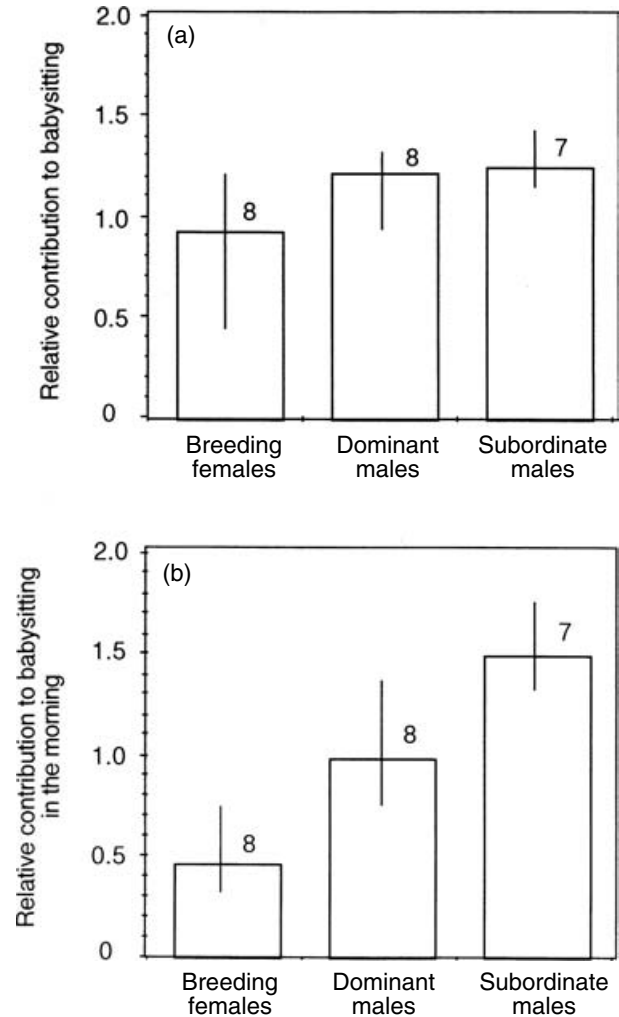 (a)
Relative contribution to babysitting
2.0
1.5
1.0
0.5
0
8
8
7
Breeding
females
Dominant
males
Subordinate
males
(b)
Relative contribution to babysitting
in the morning
2.0
1.5
1.0
0.5
0
8
8
7
Breeding
females
Dominant
males
Subordinate
males